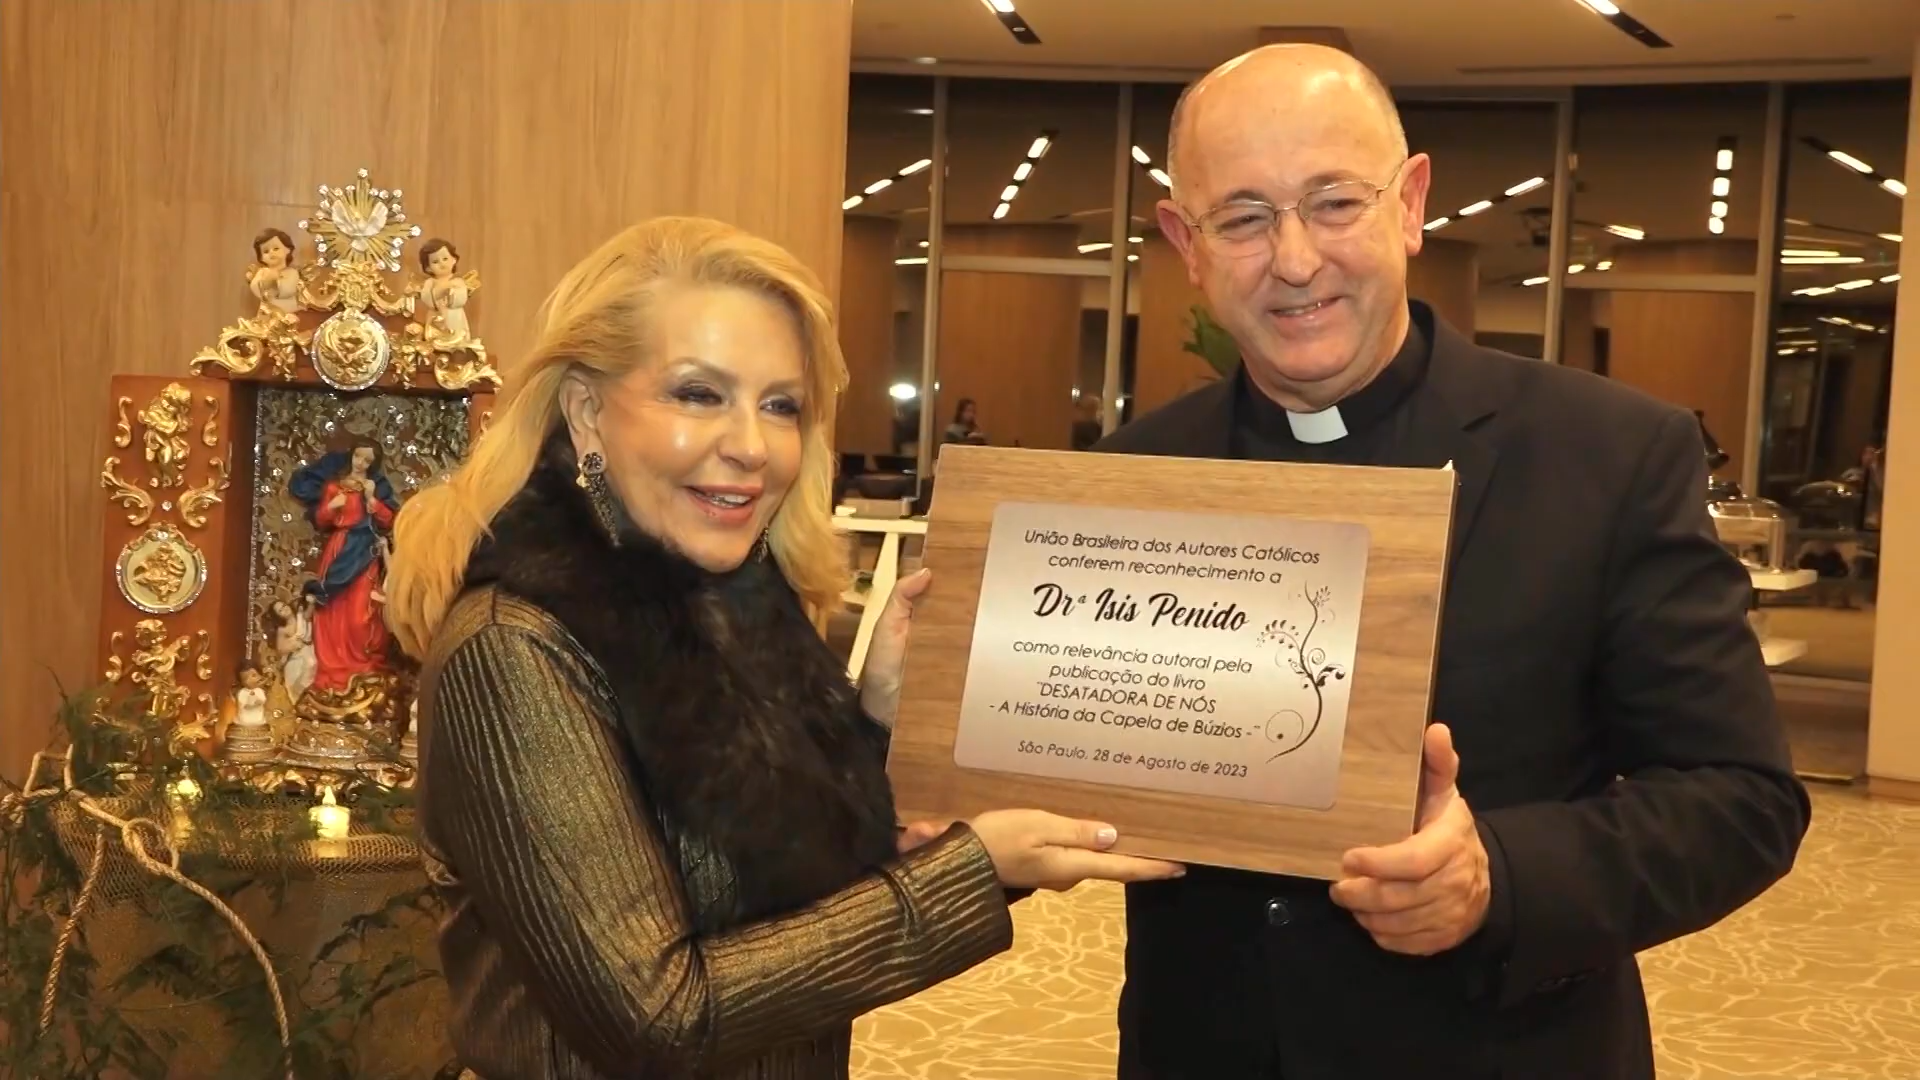 União Brasileira dos Autores Católicos
conferem reconhecimento a
Drª Isis Penido
como relevância autoral pela
publicação do livro
"DESATADORA DE NÓS
- A História da Capela de Búzios -"
São Paulo, 28 de Agosto de 2023